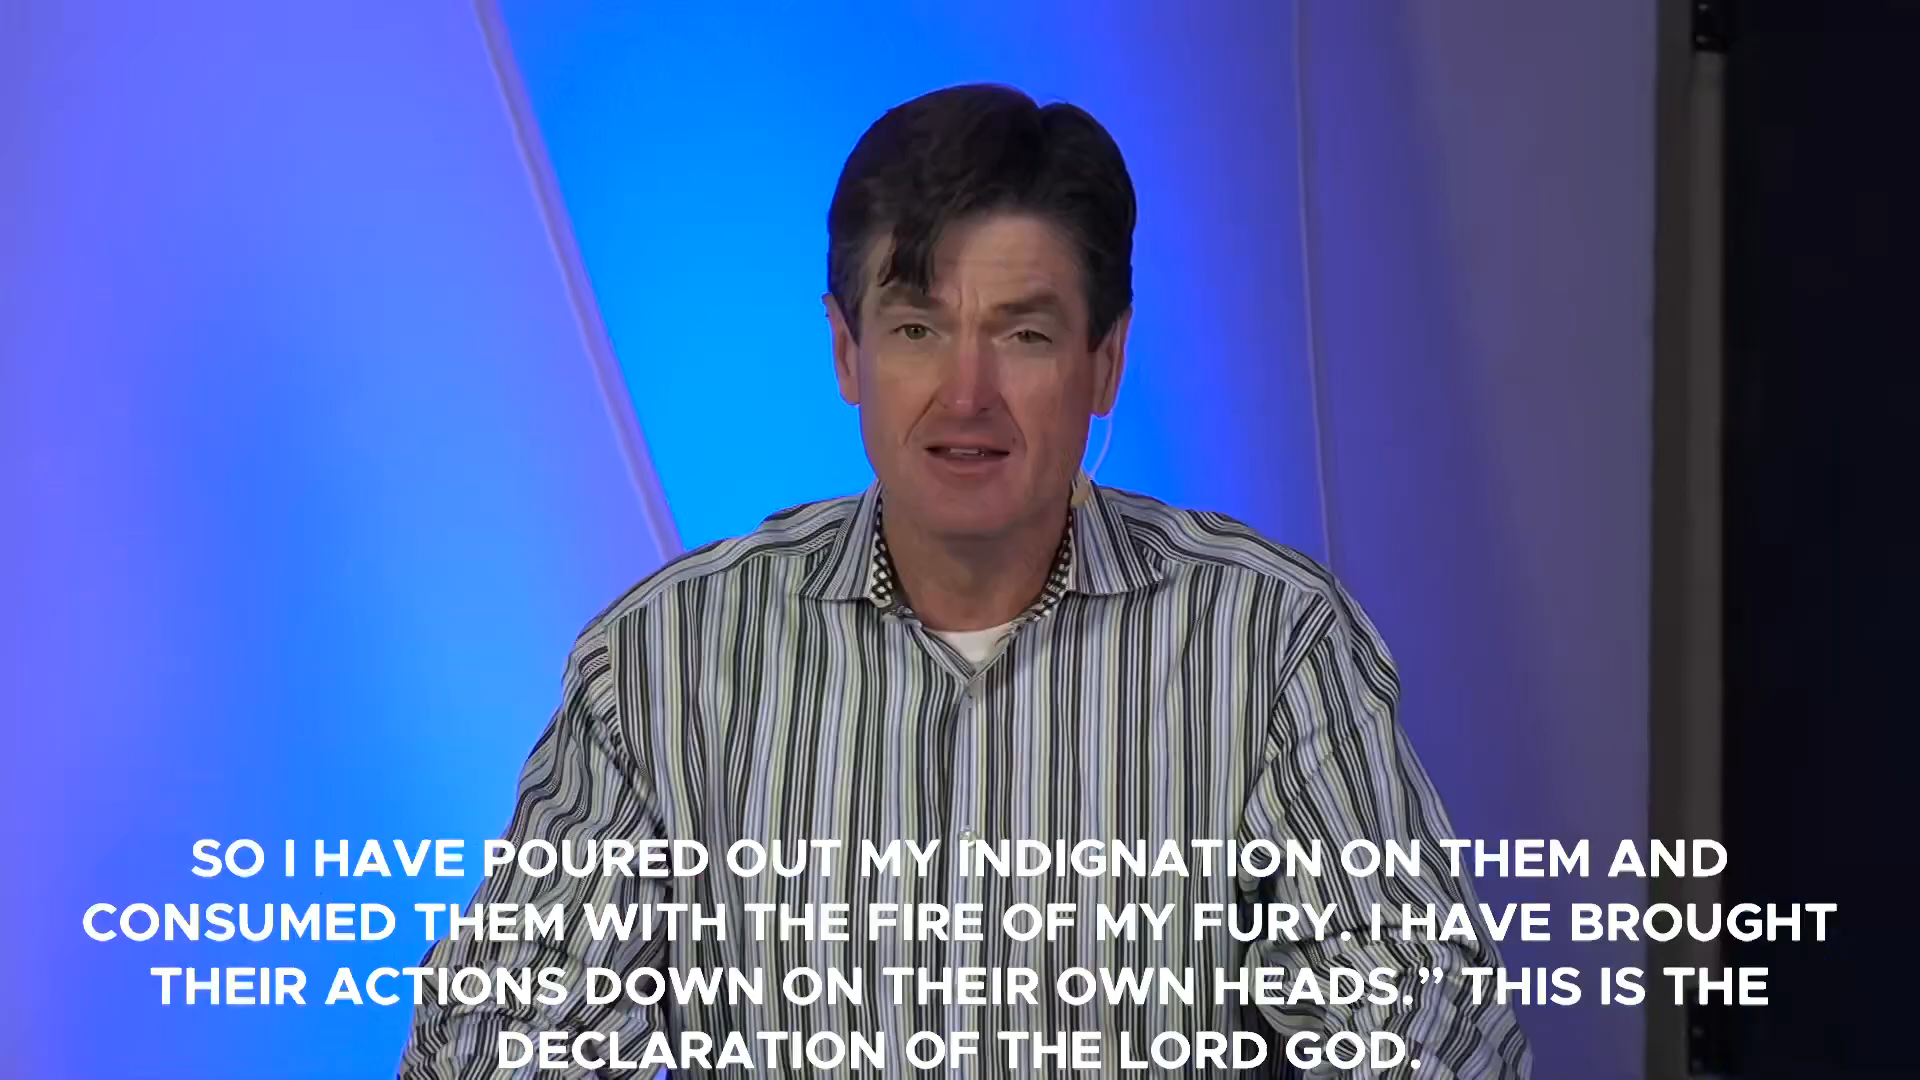 SO I HAVE POURED OUT MY INDIGNATION ON THEM AND
CONSUMED THEM WITH THE FIRE OF MY FURY. I HAVE BROUGHT
THEIR ACTIONS DOWN ON THEIR OWN HEADS.” THIS IS THE
DECLARATION OF THE LORD GOD.